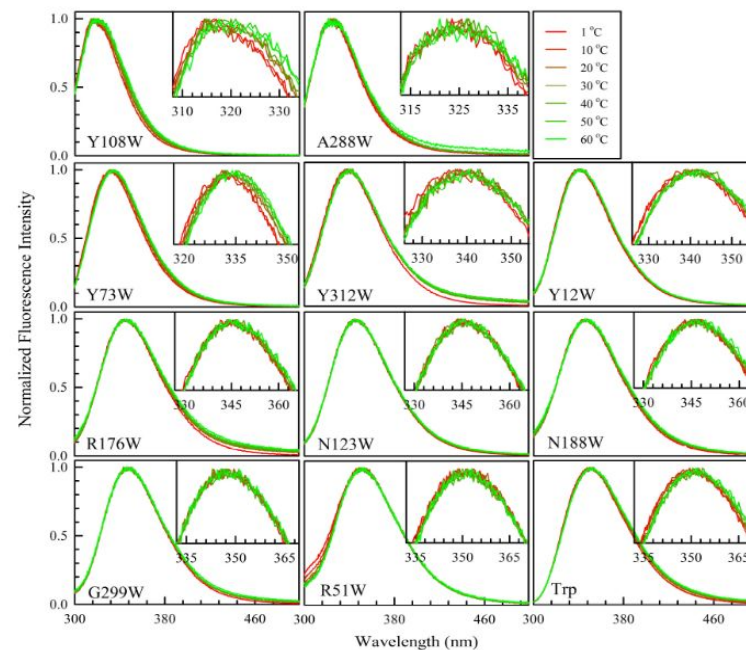 308 320 330
Y108W
315 325 335
A288W
1 °C
10 °C
20 °C
30 °C
40 °C
50 °C
60 °C
1.0
0.5
0.0
320 335 350
Y73W
330 340 350
Y312W
330 340 350
Y12W
1.0
0.5
0.0
330 345 360
R176W
330 345 360
N123W
330 345 360
N188W
1.0
0.5
0.0
335 350 365
G299W
335 350 365
R51W
335 350 365
Trp
1.0
0.5
0.0
300 380 460
300 380 460
300 380 460
Normalized Fluorescence Intensity
Wavelength (nm)